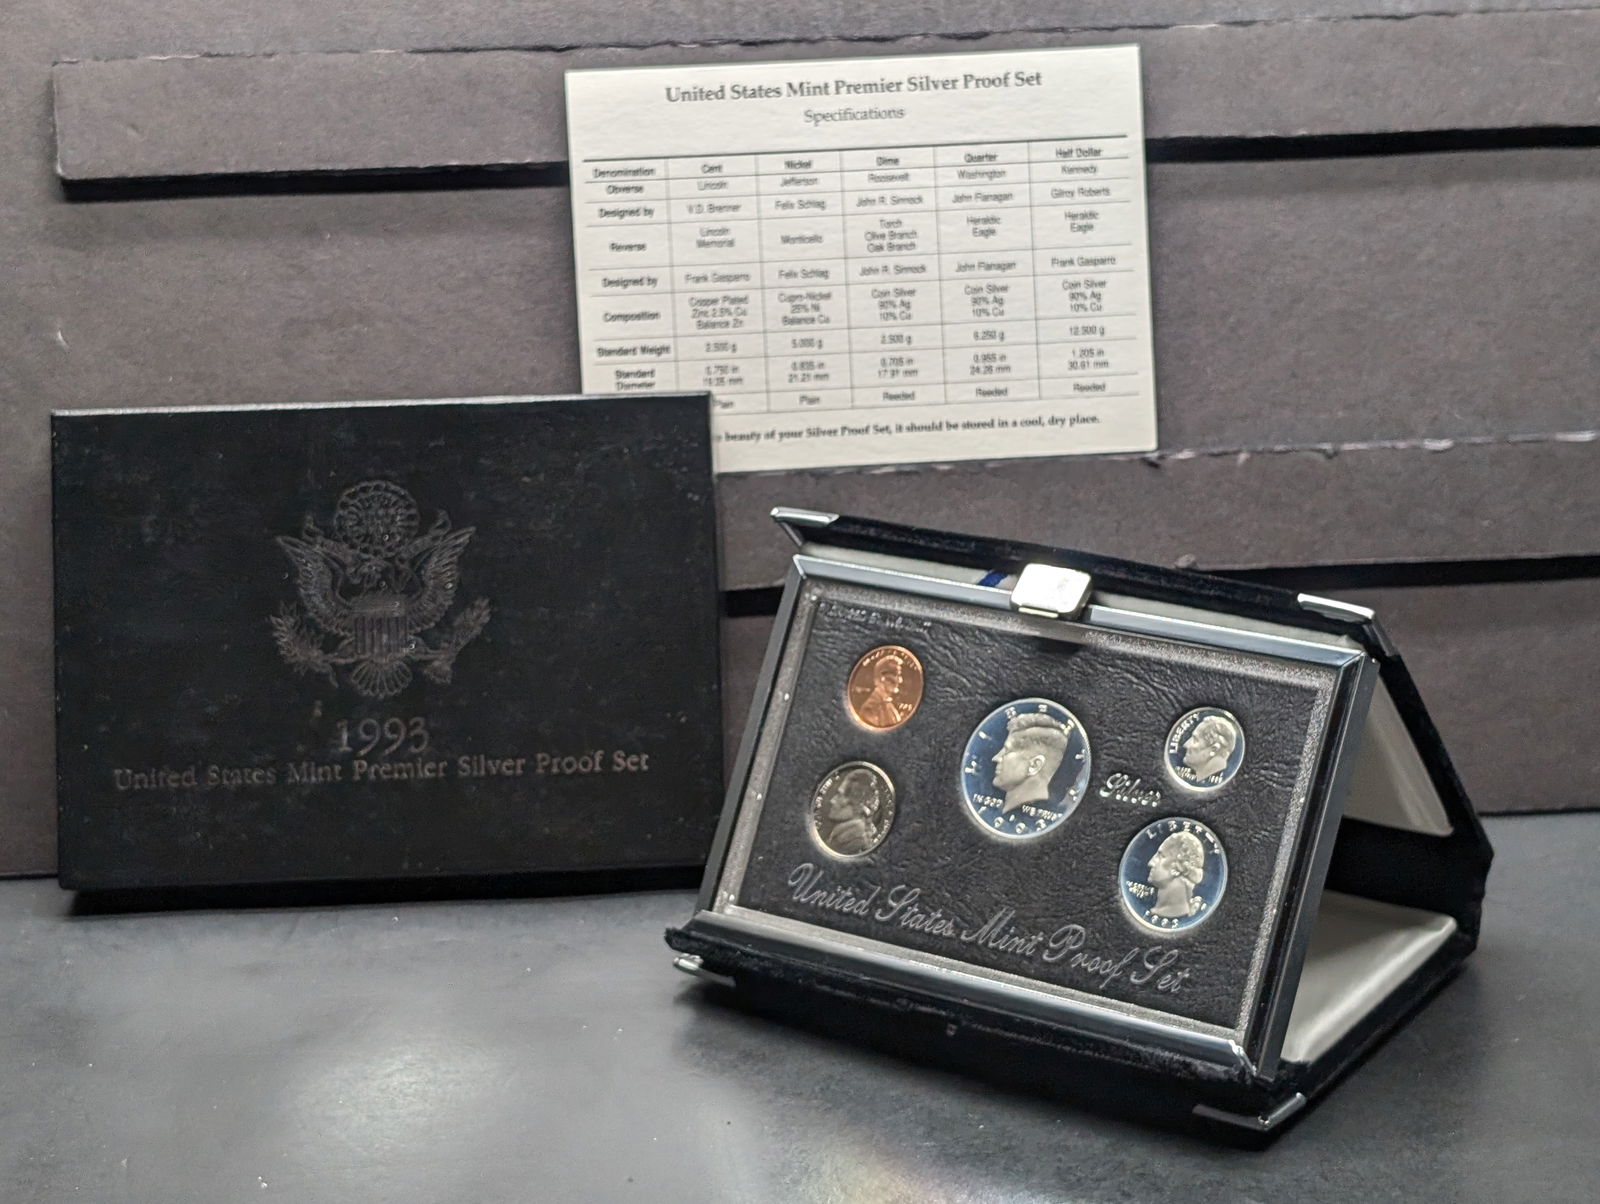 United States Mint Premier Silver Proof Set
Specifications
Denomination Cent Nickel Dime Quarter Half Dollar
Obverse Lincoln Jefferson Roosevelt Washington Kennedy
Designed by V.D. Brenner Felix Schlag John R. Sinnock John Flanagan Gilroy Roberts
Reverse Lincoln Memorial Monticello Torch Olive Branch Oak Branch Heraldic Eagle Heraldic Eagle
Designed by Frank Gasparro Felix Schlag John R. Sinnock John Flanagan Frank Gasparro
Composition Copper Plated Zinc 2.5% Cu Balance Zn Cupro-Nickel 25% Ni Balance Cu Coin Silver 90% Ag 10% Cu Coin Silver 90% Ag 10% Cu Coin Silver 90% Ag 10% Cu
Standard Weight 2.500 g 5.000 g 2.500 g 6.250 g 12.500 g
Standard Diameter 0.750 in 0.835 in 21.21 mm 0.705 in 17.91 mm 0.955 in 24.26 mm 1.205 in 30.61 mm
Plain Plain Reeded Reeded Reeded
beauty of your Silver Proof Set, it should be stored in a cool, dry place.
1993
United States Mint Premier Silver Proof Set
LIBERTY
IN GOD WE TRUST
1993
Silver
LIBERTY
LIBERTY
1993
United States Mint Proof Set